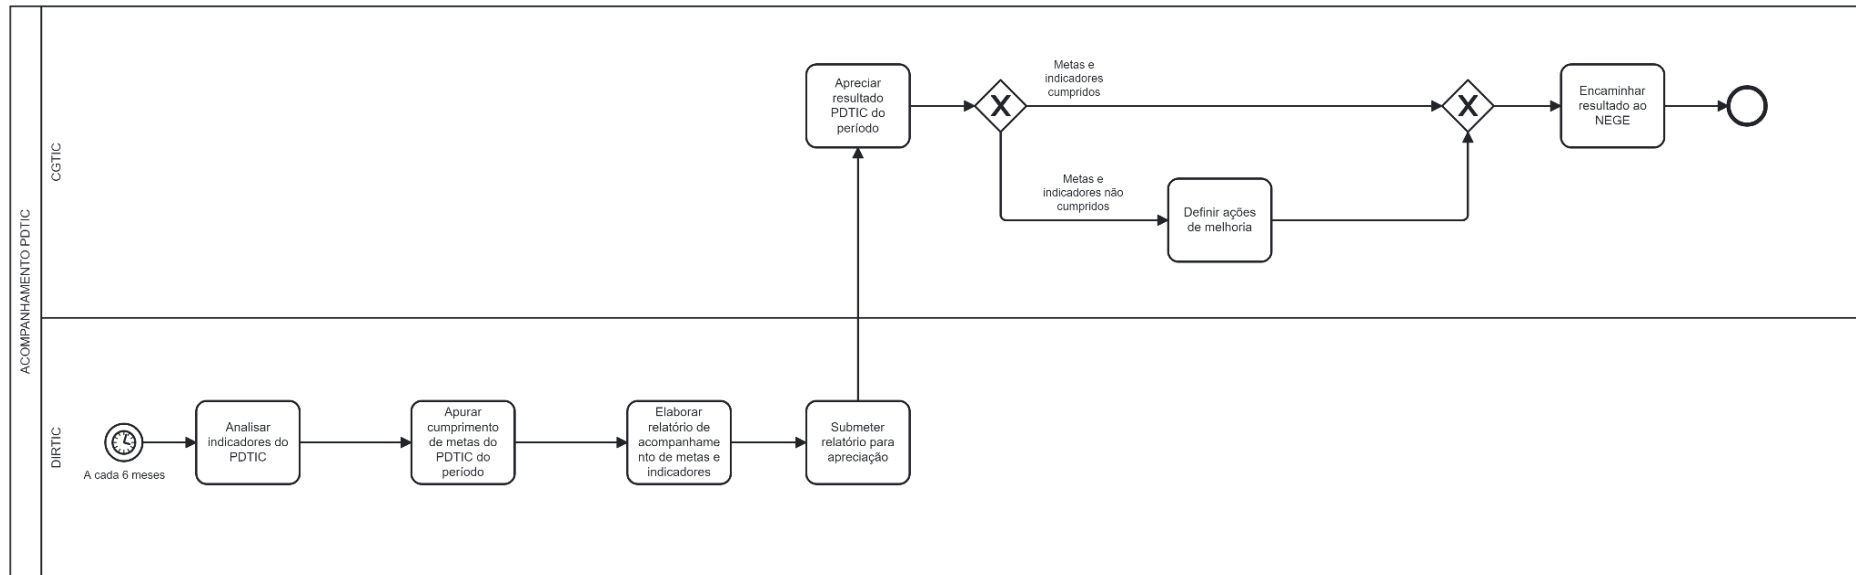 ACOMPANHAMENTO PDTIC
CGTIC
Apreciar
resultado
PDTIC do
período
X
Metas e
indicadores
cumpridos
Metas e
indicadores não
cumpridos
Definir ações
de melhoria
X
Encaminhar
resultado ao
NEGE
DIRTIC
A cada 6 meses
Analisar
indicadores do
PDTIC
Apurar
cumprimento
de metas do
PDTIC do
período
Elaborar
relatório de
acompanhame
nto de metas e
indicadores
Submeter
relatório para
apreciação